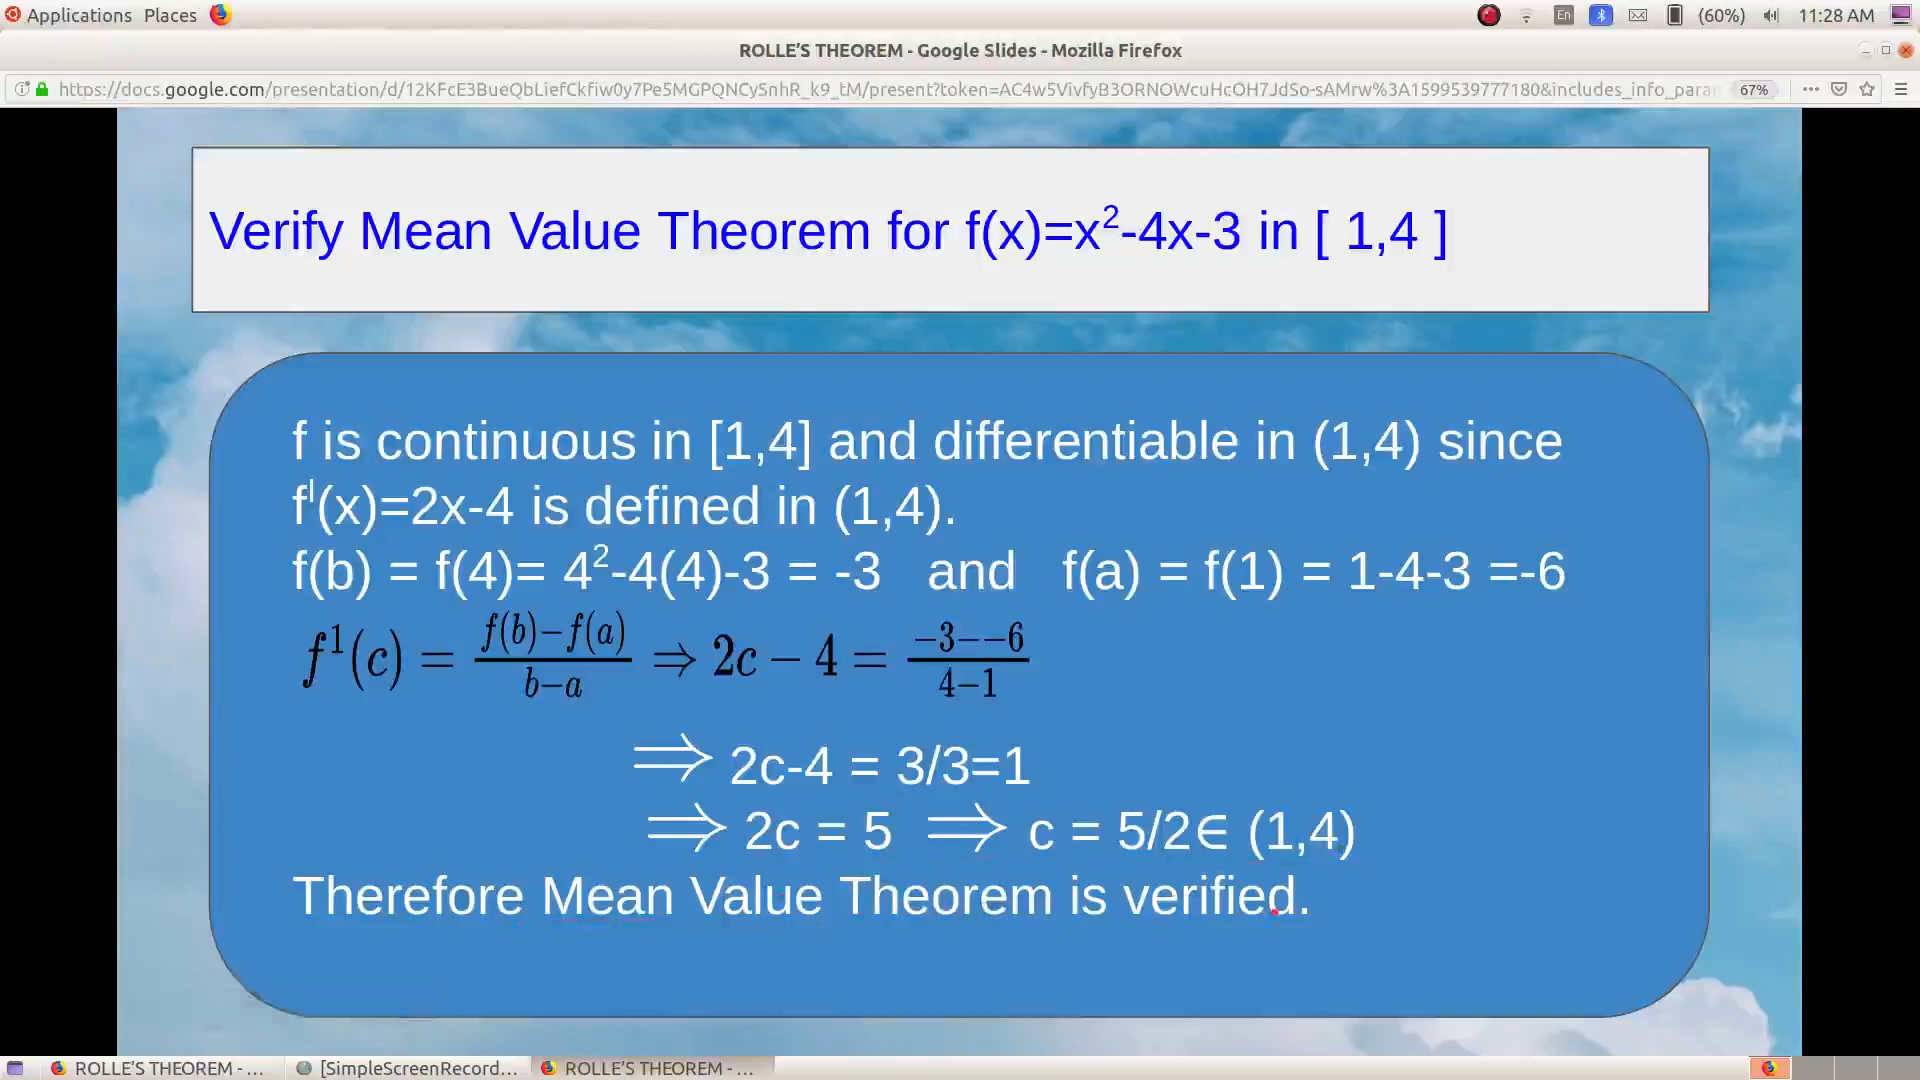 Applications Places En (60%) 11:28 AM
ROLLE'S THEOREM - Google Slides - Mozilla Firefox
https://docs.google.com/presentation/d/12KFcE3BueQbLiefCkfiw0y7Pe5MGPQNCySnhR_k9_tM/present?token=AC4w5VivfyB3ORNOWcuHcOH7JdSo-sAMrw%3A1599539777180&includes_info_para 67%
Verify Mean Value Theorem for f(x)=x²-4x-3 in [ 1,4 ]
f is continuous in [1,4] and differentiable in (1,4) since
fᴵ(x)=2x-4 is defined in (1,4).
f(b) = f(4)= 4²-4(4)-3 = -3 and f(a) = f(1) = 1-4-3 =-6
f¹(c) = f(b)−f(a) / b−a ⇒ 2c − 4 = −3−−6 / 4−1
⟹ 2c-4 = 3/3=1
⟹ 2c = 5 ⟹ c = 5/2∈ (1,4)
Therefore Mean Value Theorem is verified.
ROLLE'S THEOREM - ... [SimpleScreenRecord... ROLLE'S THEOREM - ...